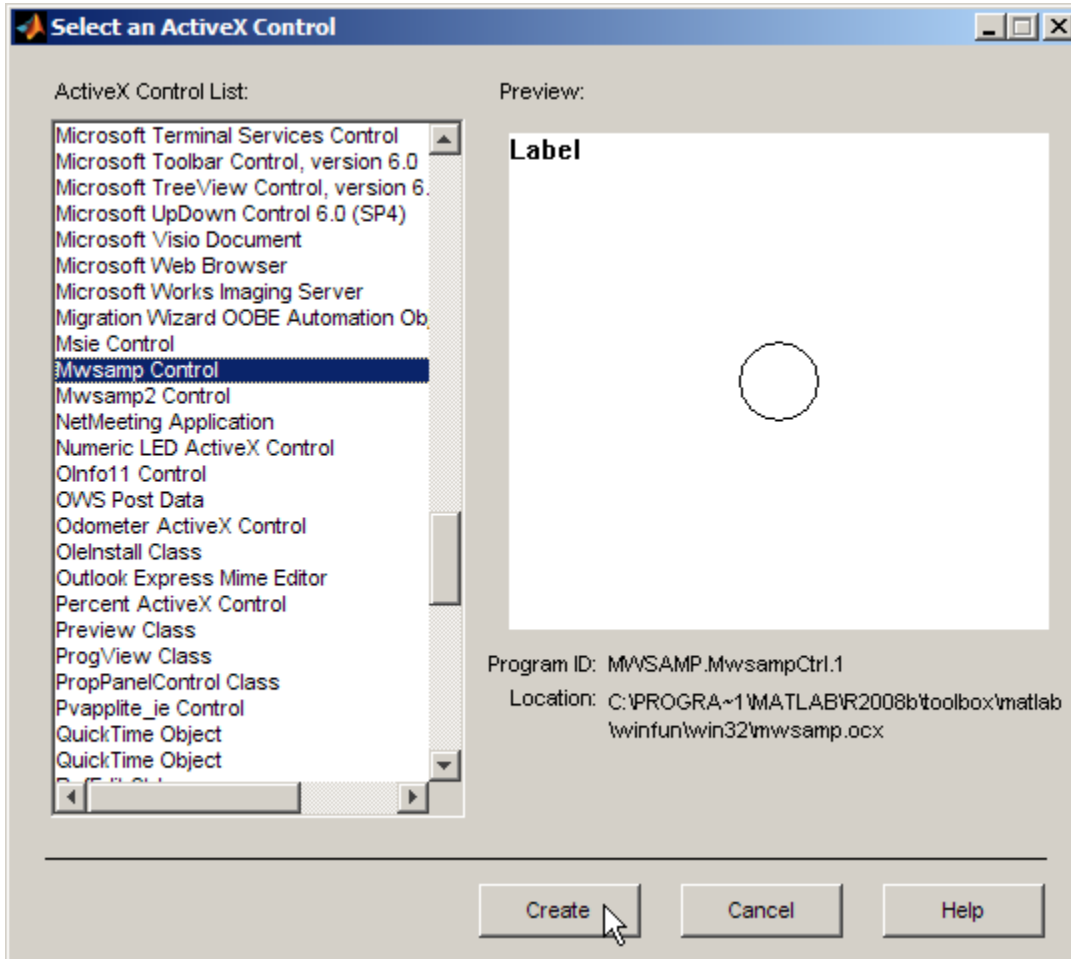 Select an ActiveX Control
ActiveX Control List:
Microsoft Terminal Services Control
Microsoft Toolbar Control, version 6.0
Microsoft TreeView Control, version 6.
Microsoft UpDown Control 6.0 (SP4)
Microsoft Visio Document
Microsoft Web Browser
Microsoft Works Imaging Server
Migration Wizard OOBE Automation Obj
Msie Control
Mwsamp Control
Mwsamp2 Control
NetMeeting Application
Numeric LED ActiveX Control
OInfo11 Control
OWS Post Data
Odometer ActiveX Control
OleInstall Class
Outlook Express Mime Editor
Percent ActiveX Control
Preview Class
ProgView Class
PropPanelControl Class
Pvapplite_ie Control
QuickTime Object
QuickTime Object
Preview:
Label
Program ID: MWSAMP.MwsampCtrl.1
Location: C:\PROGRA~1\MATLAB\R2008b\toolbox\matlab
\winfun\win32\mwsamp.ocx
Create
Cancel
Help